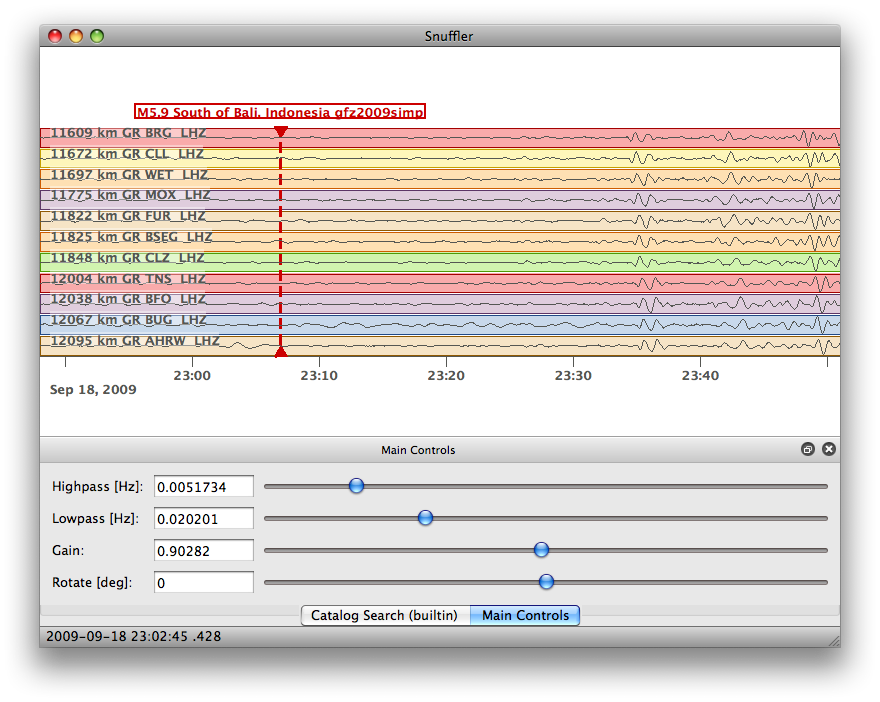 Snuffler
M5.9 South of Bali, Indonesia gfz2009simp
11609 km GR BRG LHZ
11672 km GR CLL LHZ
11697 km GR WET LHZ
11775 km GR MOX LHZ
11822 km GR FUR LHZ
11825 km GR BSEG LHZ
11848 km GR CLZ LHZ
12004 km GR TNS LHZ
12038 km GR BFO LHZ
12067 km GR BUG LHZ
12095 km GR AHRW LHZ
23:00 23:10 23:20 23:30 23:40
Sep 18, 2009
Main Controls
Highpass [Hz]: 0.0051734
Lowpass [Hz]: 0.020201
Gain: 0.90282
Rotate [deg]: 0
Catalog Search (builtin) Main Controls
2009-09-18 23:02:45 .428